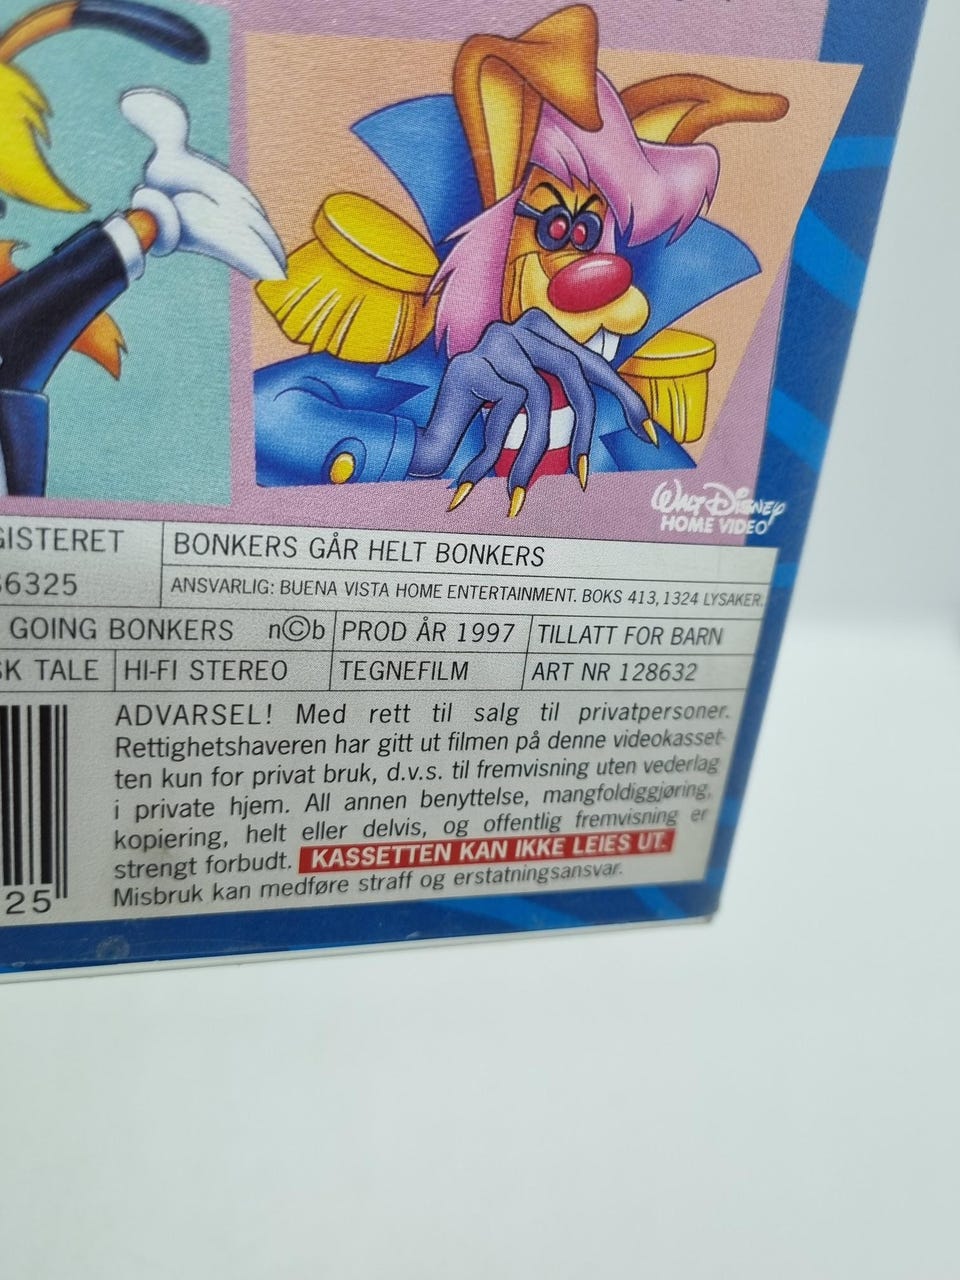 WALT DISNEY
HOME VIDEO
GISTERET
BONKERS GÅR HELT BONKERS
36325
ANSVARLIG: BUENA VISTA HOME ENTERTAINMENT. BOKS 413, 1324 LYSAKER.
GOING BONKERS n©b PROD ÅR 1997 TILLATT FOR BARN
SK TALE HI-FI STEREO TEGNEFILM ART NR 128632
ADVARSEL! Med rett til salg til privatpersoner.
Rettighetshaveren har gitt ut filmen på denne videokasset-
ten kun for privat bruk, d.v.s. til fremvisning uten vederlag
i private hjem. All annen benyttelse, mangfoldiggjøring,
kopiering, helt eller delvis, og offentlig fremvisning er
strengt forbudt. KASSETTEN KAN IKKE LEIES UT.
Misbruk kan medføre straff og erstatningsansvar.
25